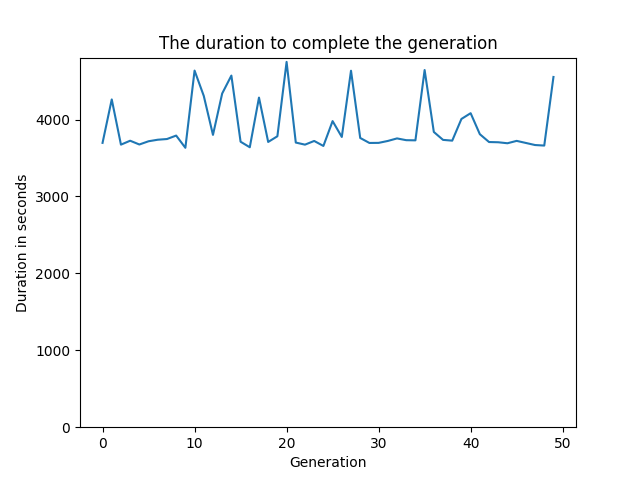 The duration to complete the generation
Duration in seconds
4000
3000
2000
1000
0
0 10 20 30 40 50
Generation